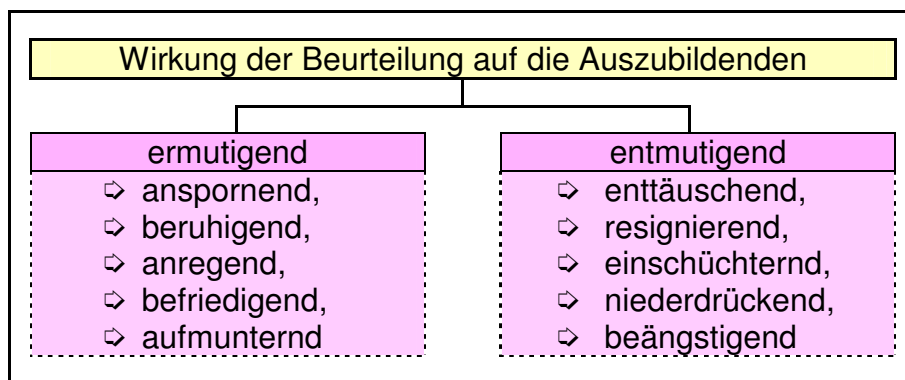 Wirkung der Beurteilung auf die Auszubildenden
ermutigend
➭ anspornend,
➭ beruhigend,
➭ anregend,
➭ befriedigend,
➭ aufmunternd
entmutigend
➭ enttäuschend,
➭ resignierend,
➭ einschüchternd,
➭ niederdrückend,
➭ beängstigend